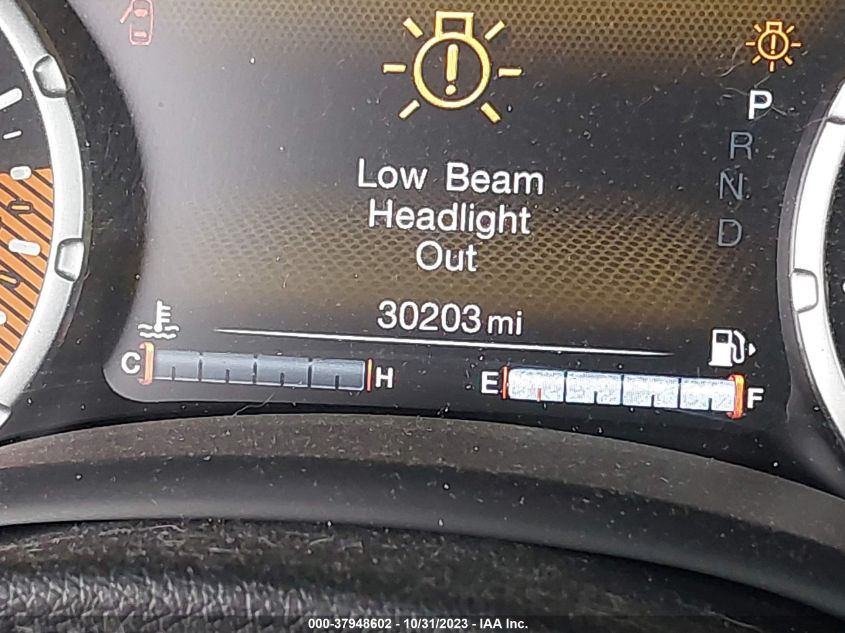 P
R
N
D
Low Beam
Headlight
Out
30203 mi
C H E F
000-37948602 - 10/31/2023 - IAA Inc.